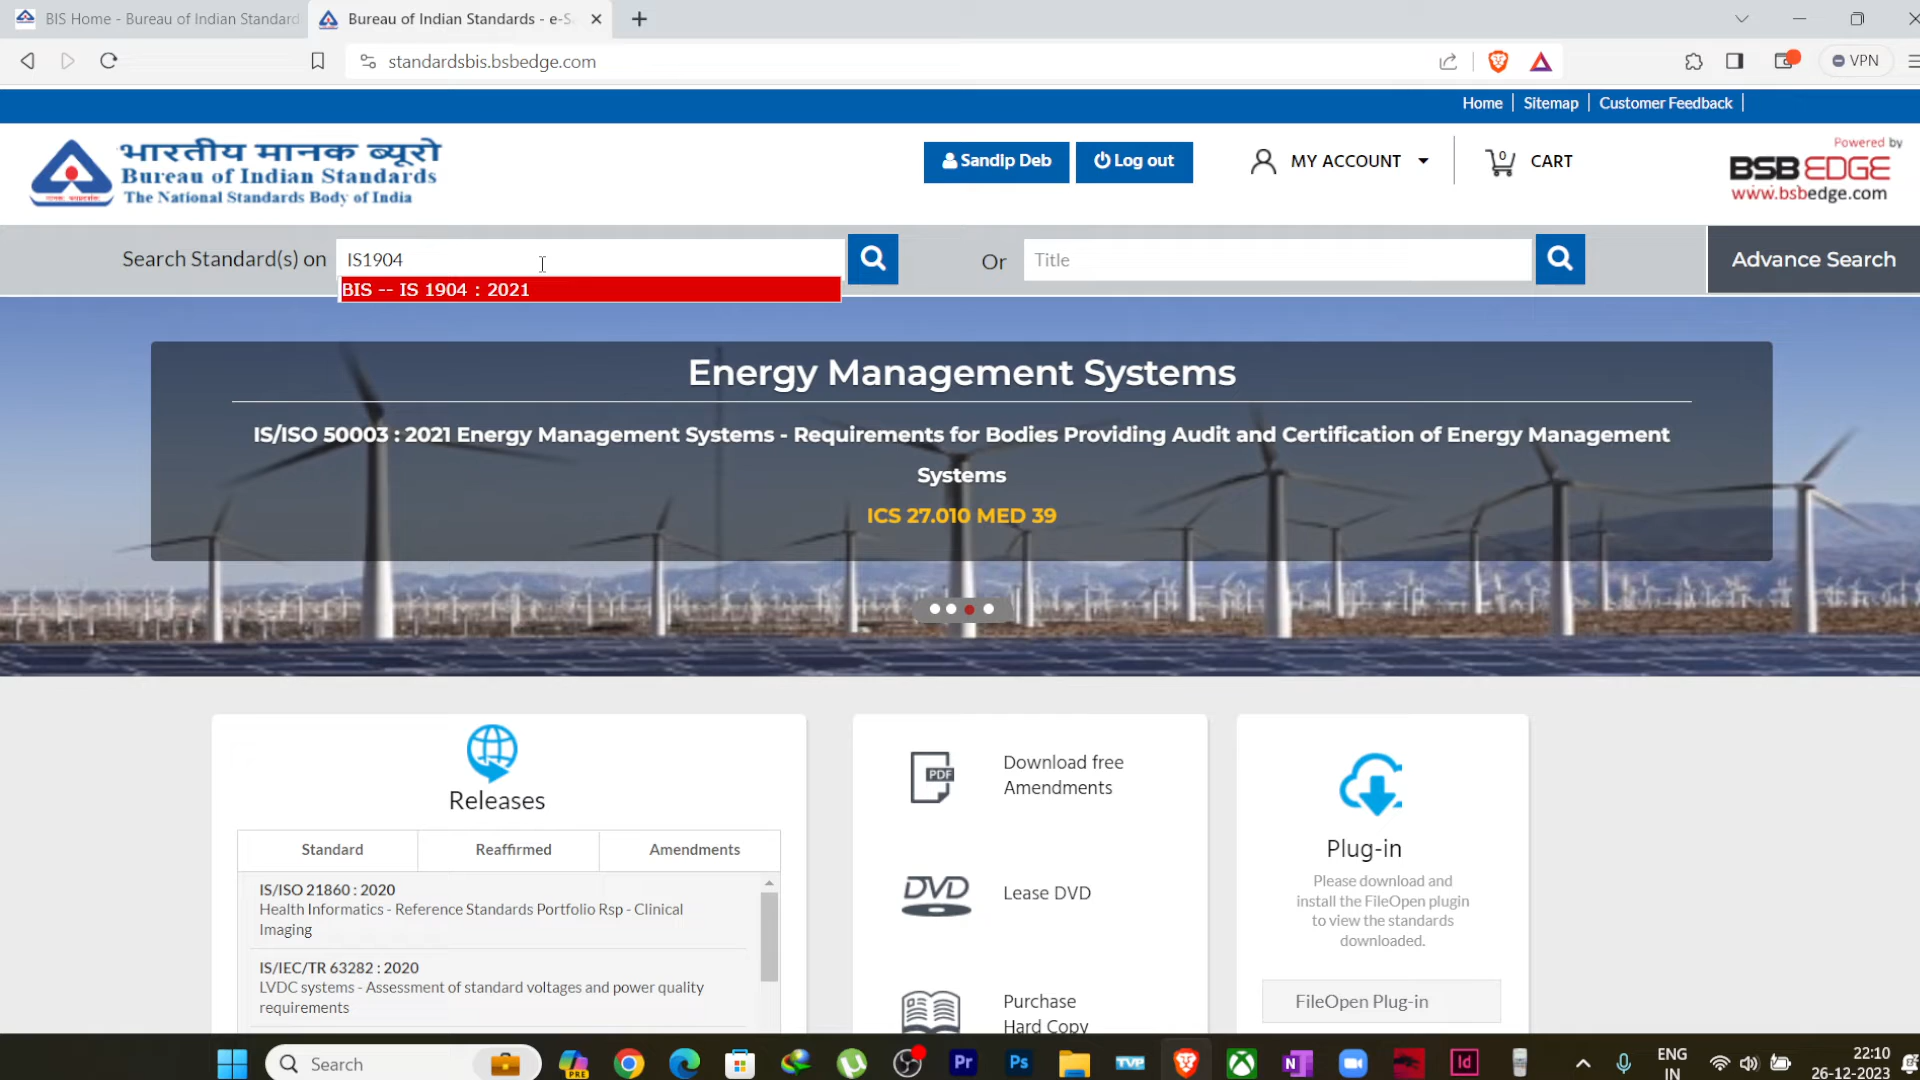 BIS Home - Bureau of Indian Standard
Bureau of Indian Standards - e-S
standardsbis.bsbedge.com
VPN
Home
Sitemap
Customer Feedback
भारतीय मानक ब्यूरो
Bureau of Indian Standards
The National Standards Body of India
Sandip Deb
Log out
MY ACCOUNT
0
CART
Powered by
BSB EDGE
www.bsbedge.com
Search Standard(s) on
IS1904
Or
Title
Advance Search
BIS -- IS 1904 : 2021
Energy Management Systems
IS/ISO 50003 : 2021 Energy Management Systems - Requirements for Bodies Providing Audit and Certification of Energy Management
Systems
ICS 27.010 MED 39
Releases
Standard
Reaffirmed
Amendments
IS/ISO 21860 : 2020
Health Informatics - Reference Standards Portfolio Rsp - Clinical
Imaging
IS/IEC/TR 63282 : 2020
LVDC systems - Assessment of standard voltages and power quality
requirements
PDF
Download free
Amendments
DVD
Lease DVD
Purchase
Hard Copy
Plug-in
Please download and
install the FileOpen plugin
to view the standards
downloaded.
FileOpen Plug-in
Search
PRE
Pr
Ps
TVP
N
Id
ENG
IN
22:10
26-12-2023